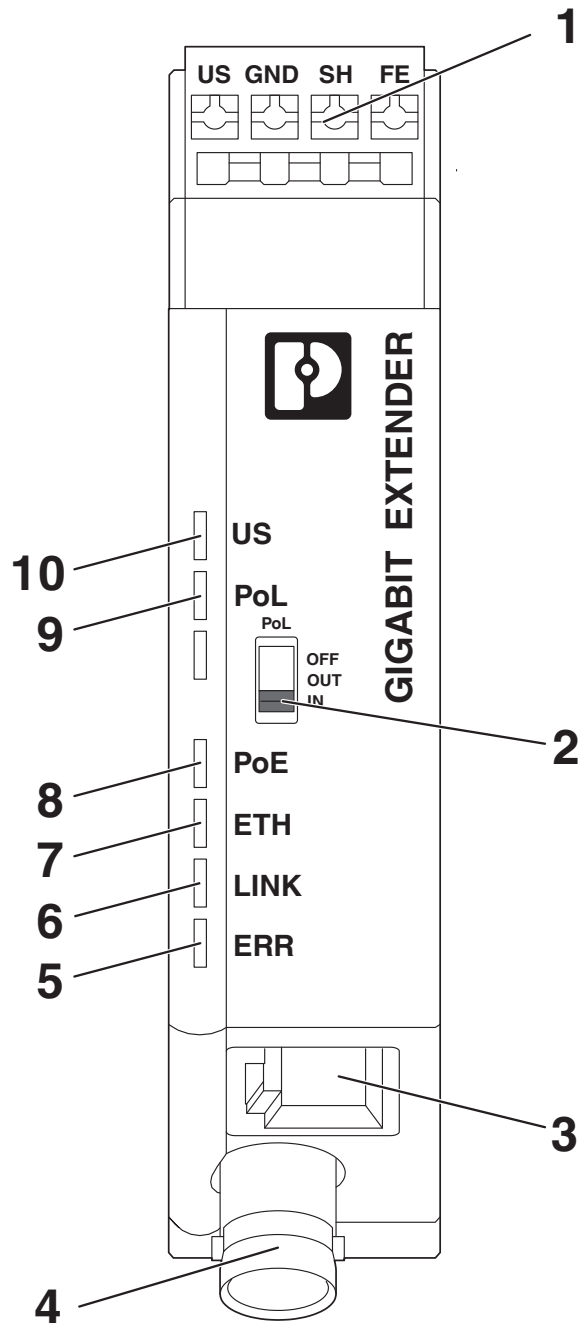 1
US GND SH FE
GIGABIT EXTENDER
US
10
PoL
9
PoL
OFF
OUT
IN
2
PoE
8
ETH
7
LINK
6
ERR
5
3
4